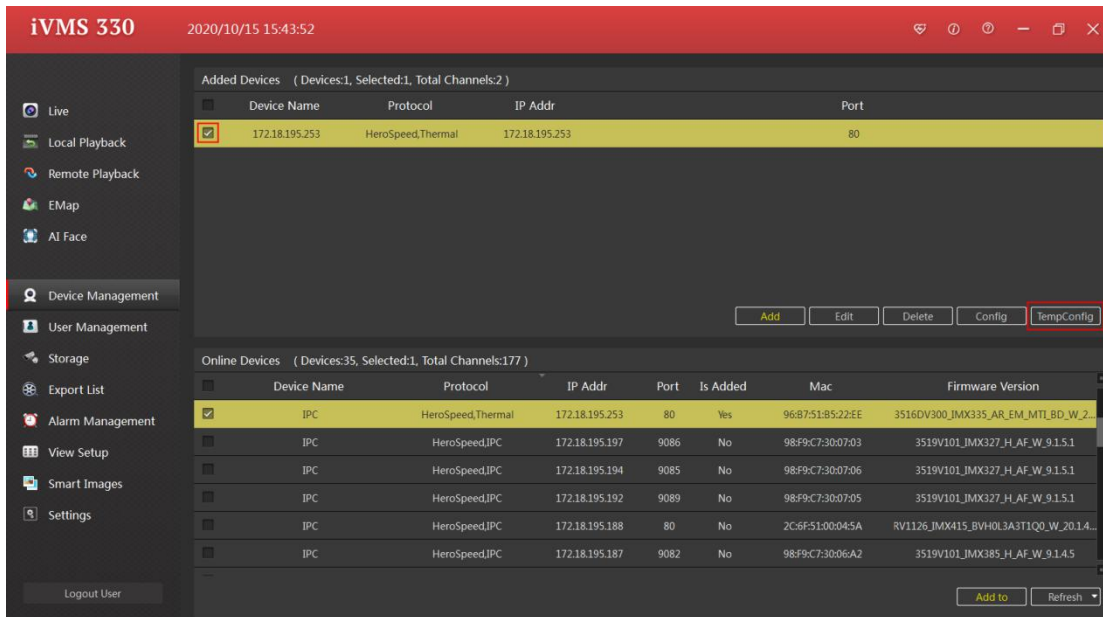 iVMS 330 2020/10/15 15:43:52
Added Devices ( Devices:1, Selected:1, Total Channels:2 )
Device Name Protocol IP Addr Port
172.18.195.253 HeroSpeed,Thermal 172.18.195.253 80
Live
Local Playback
Remote Playback
EMap
AI Face
Device Management
User Management
Storage
Export List
Alarm Management
View Setup
Smart Images
Settings
Logout User
Add Edit Delete Config TempConfig
Online Devices ( Devices:35, Selected:1, Total Channels:177 )
Device Name Protocol IP Addr Port Is Added Mac Firmware Version
IPC HeroSpeed,Thermal 172.18.195.253 80 Yes 96:B7:51:B5:22:EE 3516DV300_IMX335_AR_EM_MTI_BD_W_2...
IPC HeroSpeed,IPC 172.18.195.197 9086 No 98:F9:C7:30:07:03 3519V101_IMX327_H_AF_W_9.1.5.1
IPC HeroSpeed,IPC 172.18.195.194 9085 No 98:F9:C7:30:07:06 3519V101_IMX327_H_AF_W_9.1.5.1
IPC HeroSpeed,IPC 172.18.195.192 9089 No 98:F9:C7:30:07:05 3519V101_IMX327_H_AF_W_9.1.5.1
IPC HeroSpeed,IPC 172.18.195.188 80 No 2C:6F:51:00:04:5A RV1126_IMX415_BVH0L3A3T1Q0_W_20.1.4...
IPC HeroSpeed,IPC 172.18.195.187 9082 No 98:F9:C7:30:06:A2 3519V101_IMX385_H_AF_W_9.1.4.5
Add to Refresh